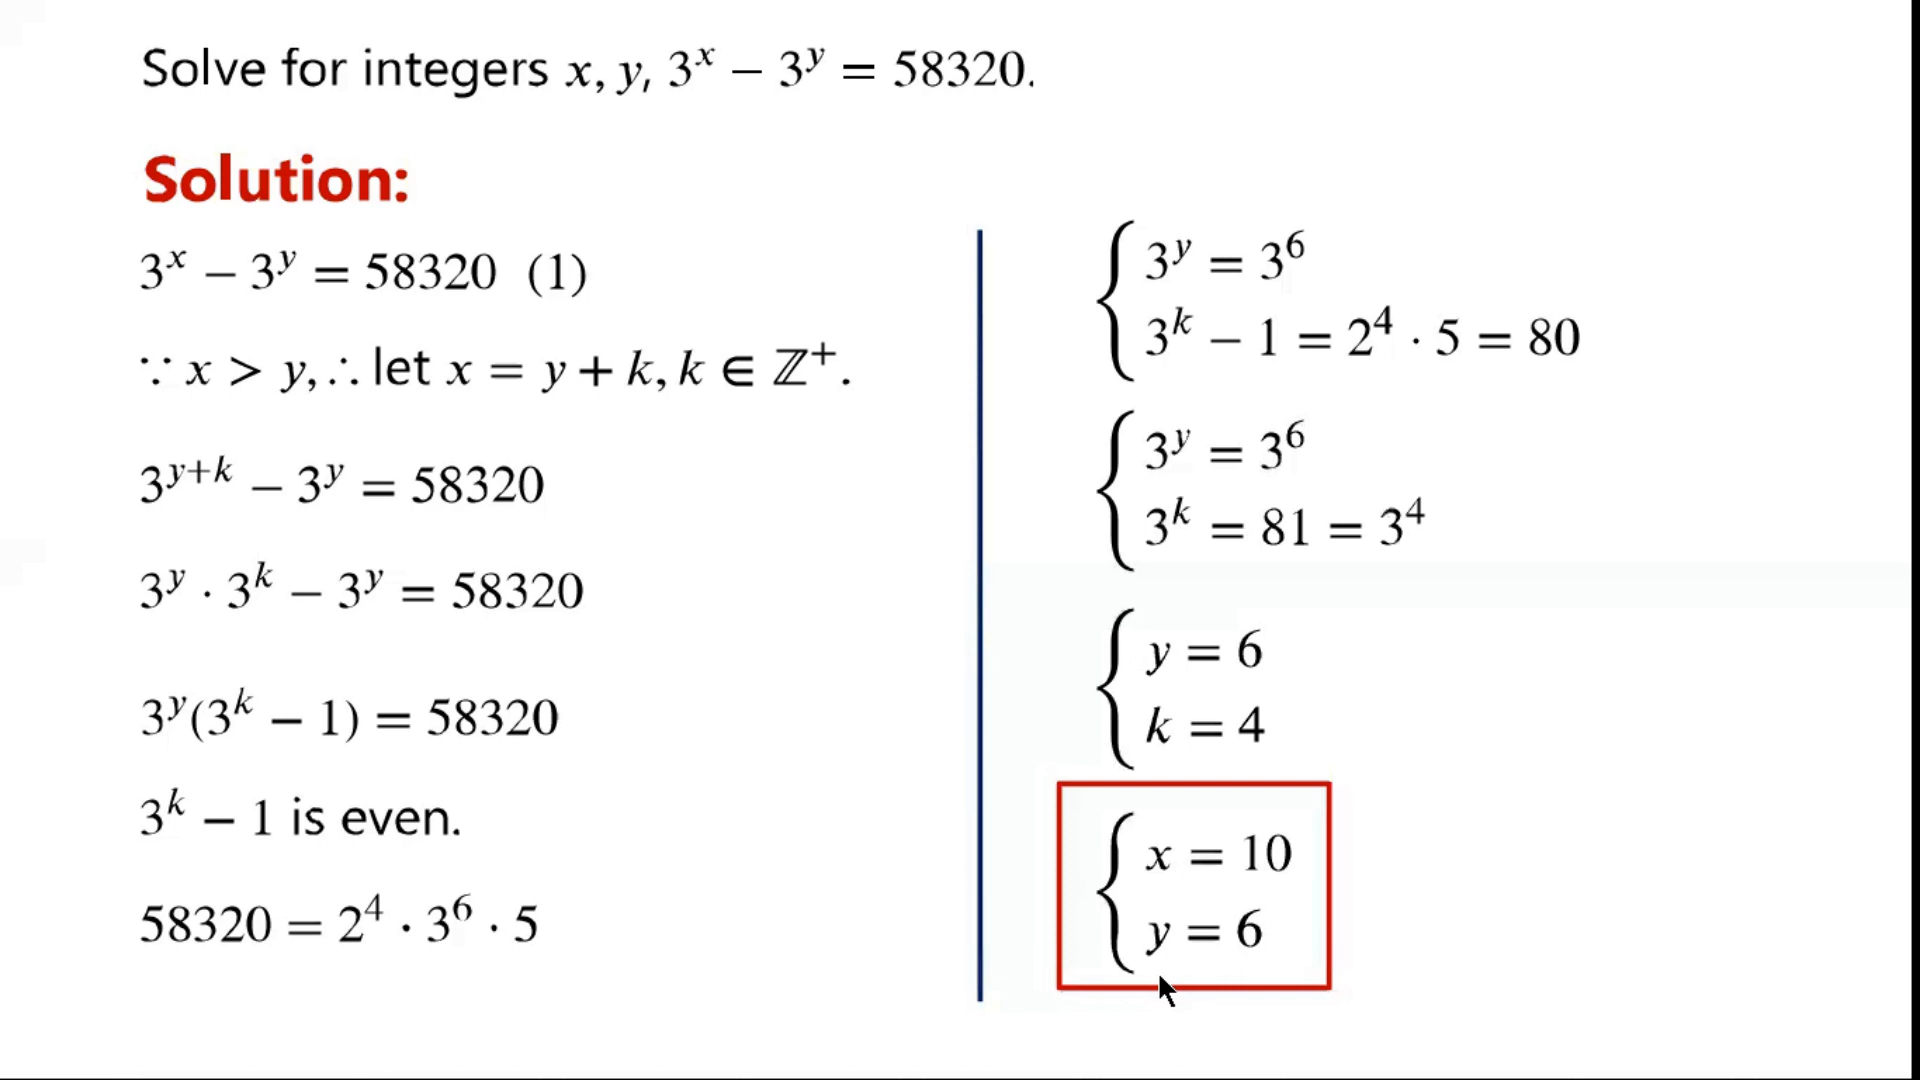 Solve for integers x, y, 3^x − 3^y = 58320.
Solution:
3^x − 3^y = 58320 (1)
∵ x > y, ∴ let x = y + k, k ∈ ℤ^+.
3^{y+k} − 3^y = 58320
3^y · 3^k − 3^y = 58320
3^y(3^k − 1) = 58320
3^k − 1 is even.
58320 = 2^4 · 3^6 · 5
3^y = 3^6
3^k − 1 = 2^4 · 5 = 80
3^y = 3^6
3^k = 81 = 3^4
y = 6
k = 4
x = 10
y = 6